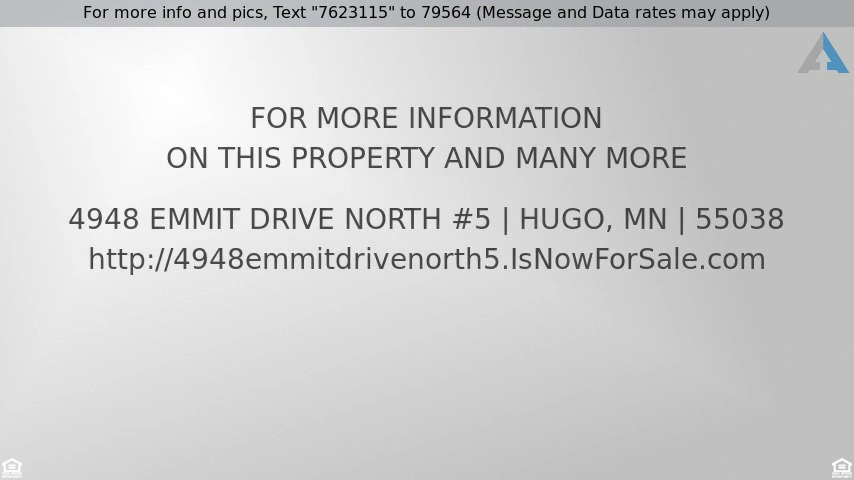 For more info and pics, Text "7623115" to 79564 (Message and Data rates may apply)
FOR MORE INFORMATION
ON THIS PROPERTY AND MANY MORE
4948 EMMIT DRIVE NORTH #5 | HUGO, MN | 55038
http://4948emmitdrivenorth5.IsNowForSale.com